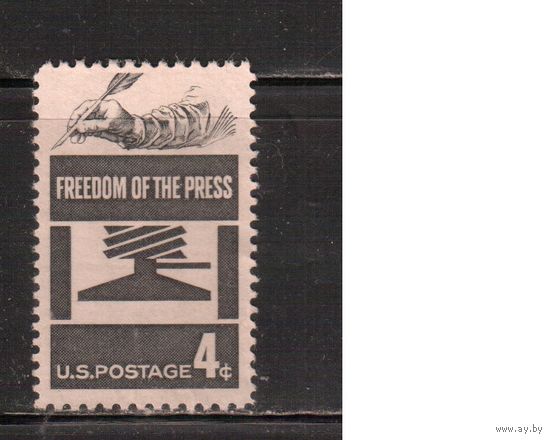 FREEDOM OF THE PRESS
U.S. POSTAGE 4¢
www.ay.by